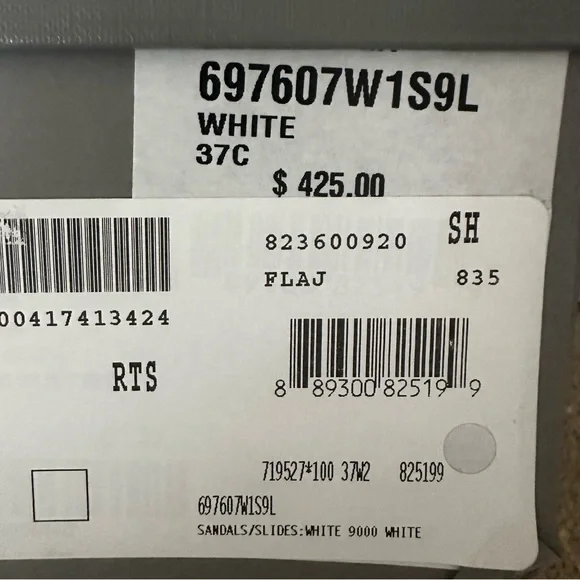 697607W1S9L
WHITE
37C
$ 425.00
823600920 SH
FLAJ 835
00417413424
RTS
8 89300 82519 9
719527*100 37W2 825199
697607W1S9L
SANDALS/SLIDES:WHITE 9000 WHITE